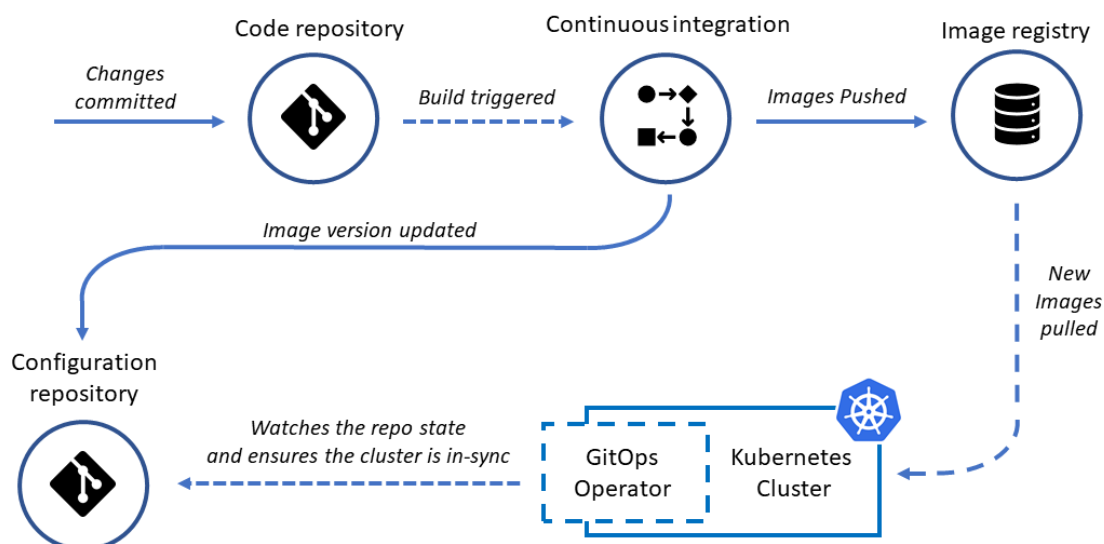 Code repository
Continuous integration
Image registry
Changes
committed
Build triggered
Images Pushed
Image version updated
New
Images
pulled
Configuration
repository
Watches the repo state
and ensures the cluster is in-sync
GitOps
Operator
Kubernetes
Cluster